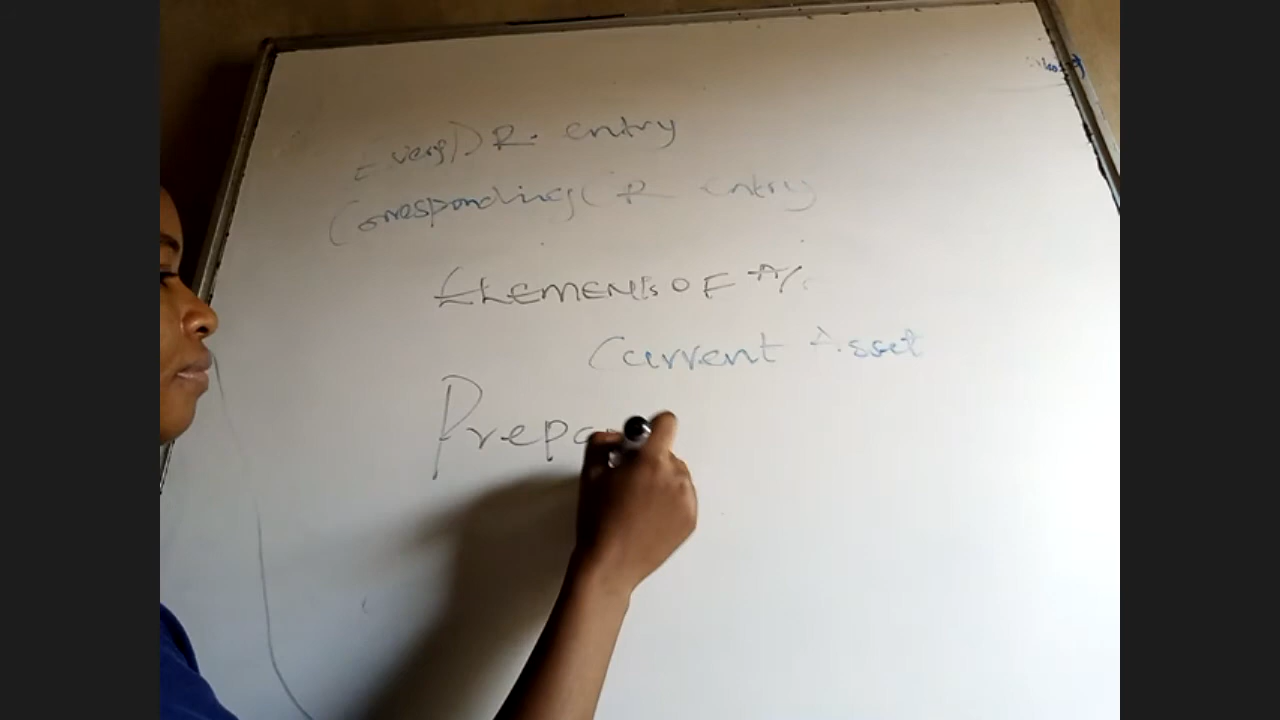 Every DR. entry
Corresponding CR entry
ELEMENTS OF A/c
Current Asset
Prepa